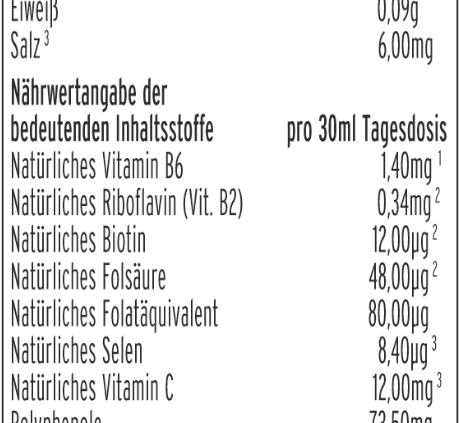 Eiweiß 0,09g
Salz ³ 6,00mg
Nährwertangabe der
bedeutenden Inhaltsstoffe pro 30ml Tagesdosis
Natürliches Vitamin B6 1,40mg ¹
Natürliches Riboflavin (Vit. B2) 0,34mg ²
Natürliches Biotin 12,00µg ²
Natürliches Folsäure 48,00µg ²
Natürliches Folatäquivalent 80,00µg
Natürliches Selen 8,40µg ³
Natürliches Vitamin C 12,00mg ³
Polyphenole 73,50mg